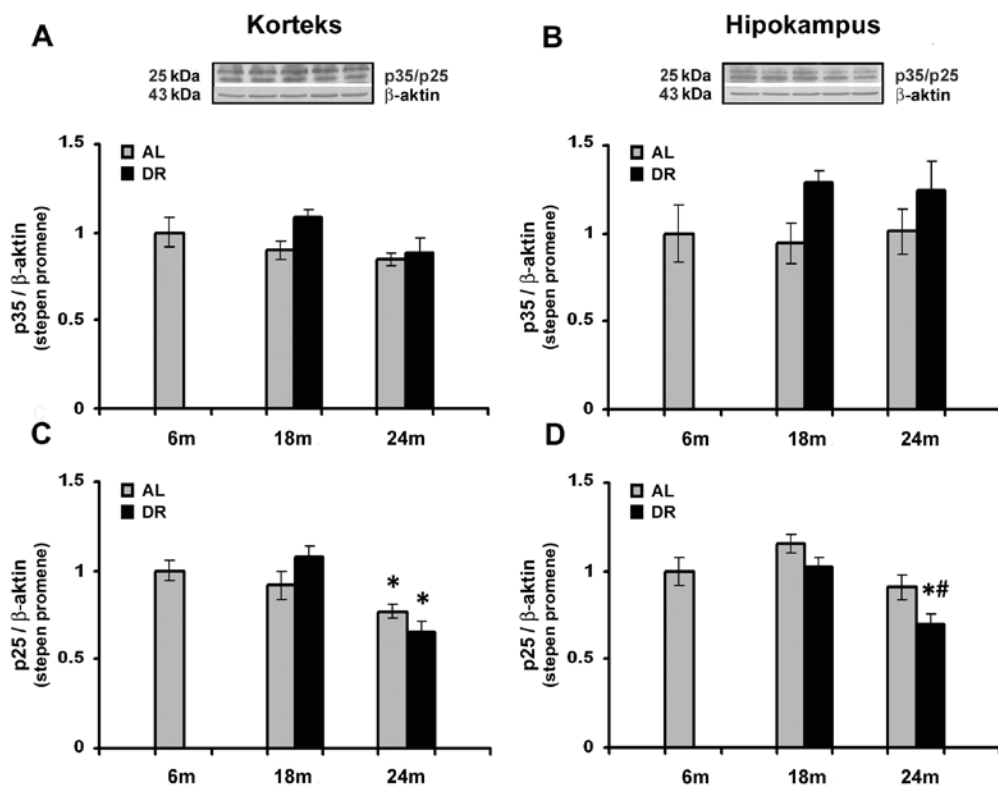 A
Korteks
25 kDa
p35/p25
43 kDa
β-aktin
1.5
AL
DR
1
0.5
0
p35 / β-aktin
(stepen promene)
6m
18m
24m
B
Hipokampus
25 kDa
p35/p25
43 kDa
β-aktin
1.5
AL
DR
1
0.5
0
p35 / β-aktin
(stepen promene)
6m
18m
24m
C
1.5
AL
DR
1
0.5
0
p25 / β-aktin
(stepen promene)
*
*
6m
18m
24m
D
1.5
AL
DR
1
0.5
0
p25 / β-aktin
(stepen promene)
*#
6m
18m
24m